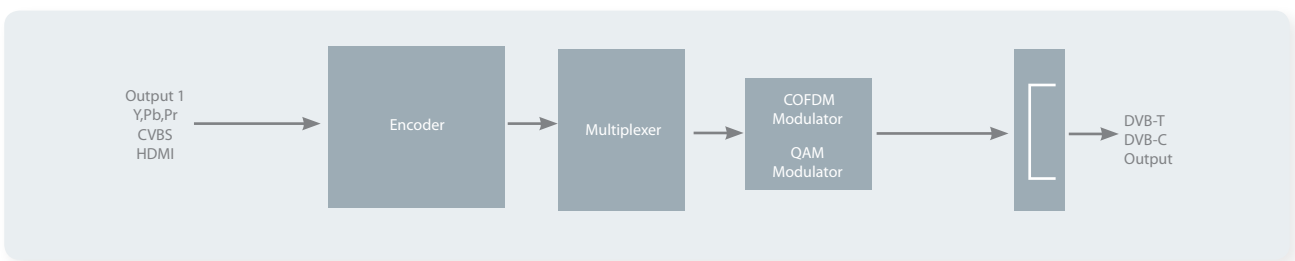 Output 1
Y,Pb,Pr
CVBS
HDMI
Encoder
Multiplexer
COFDM
Modulator
QAM
Modulator
DVB-T
DVB-C
Output